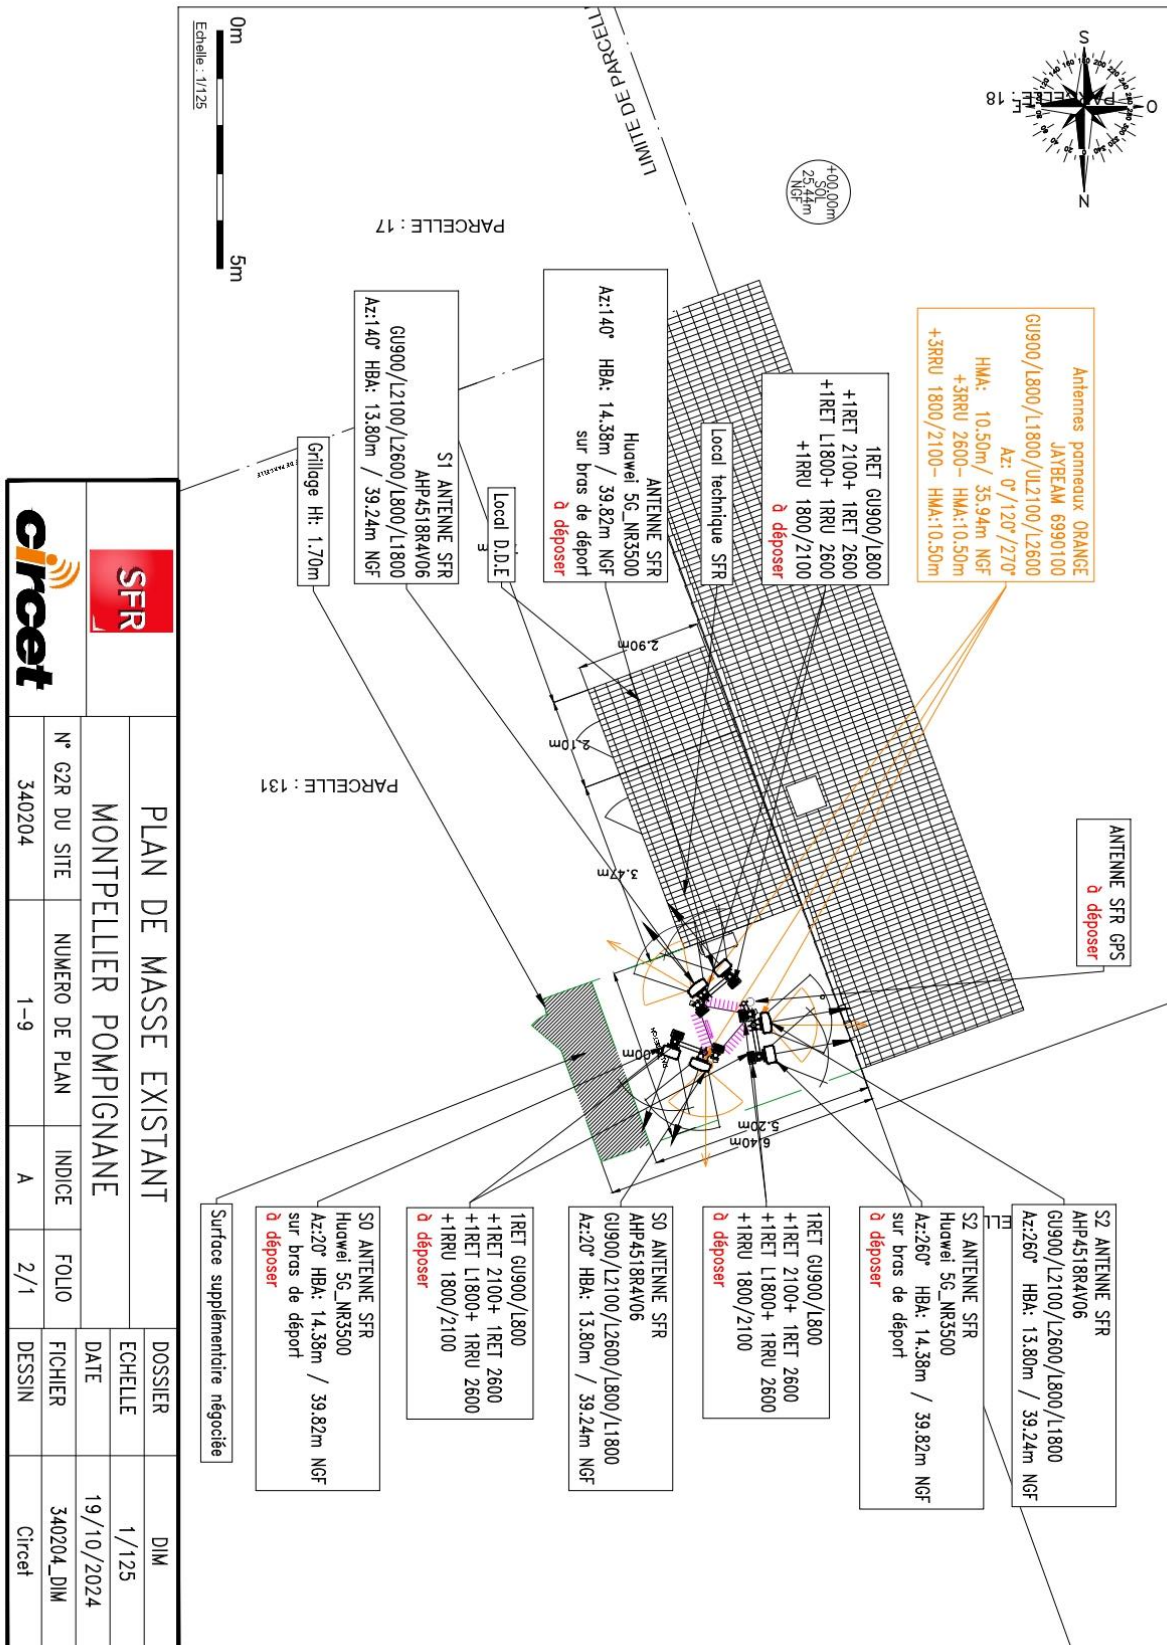 S
O
E
N
PARCELLE : 18
+00.00m
SOL
25.44m
NGF
LIMITE DE PARCELL
PARCELLE : 17
PARCELLE : 131
0m
5m
Echelle : 1/125
Antennes panneaux ORANGE
JAYBEAM 6990100
GU900/L800/L1800/UL2100/L2600
Az: 0°/120°/270°
HMA: 10.50m/ 35.94m NGF
+3RRU 2600- HMA:10.50m
+3RRU 1800/2100- HMA:10.50m
1RET GU900/L800
+1RET 2100+ 1RET 2600
+1RET L1800+ 1RRU 2600
+1RRU 1800/2100
à déposer
Local technique SFR
ANTENNE SFR
Huawei 5G_NR3500
Az:140° HBA: 14.38m / 39.82m NGF
sur bras de déport
à déposer
Local D.D.E
S1 ANTENNE SFR
AHP4518R4V06
GU900/L2100/L2600/L800/L1800
Az:140° HBA: 13.80m / 39.24m NGF
Grillage Ht: 1.70m
E DE PARCELLE
2.90m
2.10m
3.47m
00m
5.20m
6.40m
ANTENNE SFR GPS
à déposer
S2 ANTENNE SFR
AHP4518R4V06
GU900/L2100/L2600/L800/L1800
Az:260° HBA: 13.80m / 39.24m NGF
ELL
S2 ANTENNE SFR
Huawei 5G_NR3500
Az:260° HBA: 14.38m / 39.82m NGF
sur bras de déport
à déposer
1RET GU900/L800
+1RET 2100+ 1RET 2600
+1RET L1800+ 1RRU 2600
+1RRU 1800/2100
à déposer
S0 ANTENNE SFR
AHP4518R4V06
GU900/L2100/L2600/L800/L1800
Az:20° HBA: 13.80m / 39.24m NGF
1RET GU900/L800
+1RET 2100+ 1RET 2600
+1RET L1800+ 1RRU 2600
+1RRU 1800/2100
à déposer
S0 ANTENNE SFR
Huawei 5G_NR3500
Az:20° HBA: 14.38m / 39.82m NGF
sur bras de déport
à déposer
Surface supplémentaire négociée
SFR
circet
PLAN DE MASSE EXISTANT
MONTPELLIER POMPIGNANE
N° G2R DU SITE NUMERO DE PLAN INDICE FOLIO
340204 1-9 A 2/1
DOSSIER DIM
ECHELLE 1/125
DATE 19/10/2024
FICHIER 340204_DIM
DESSIN Circet